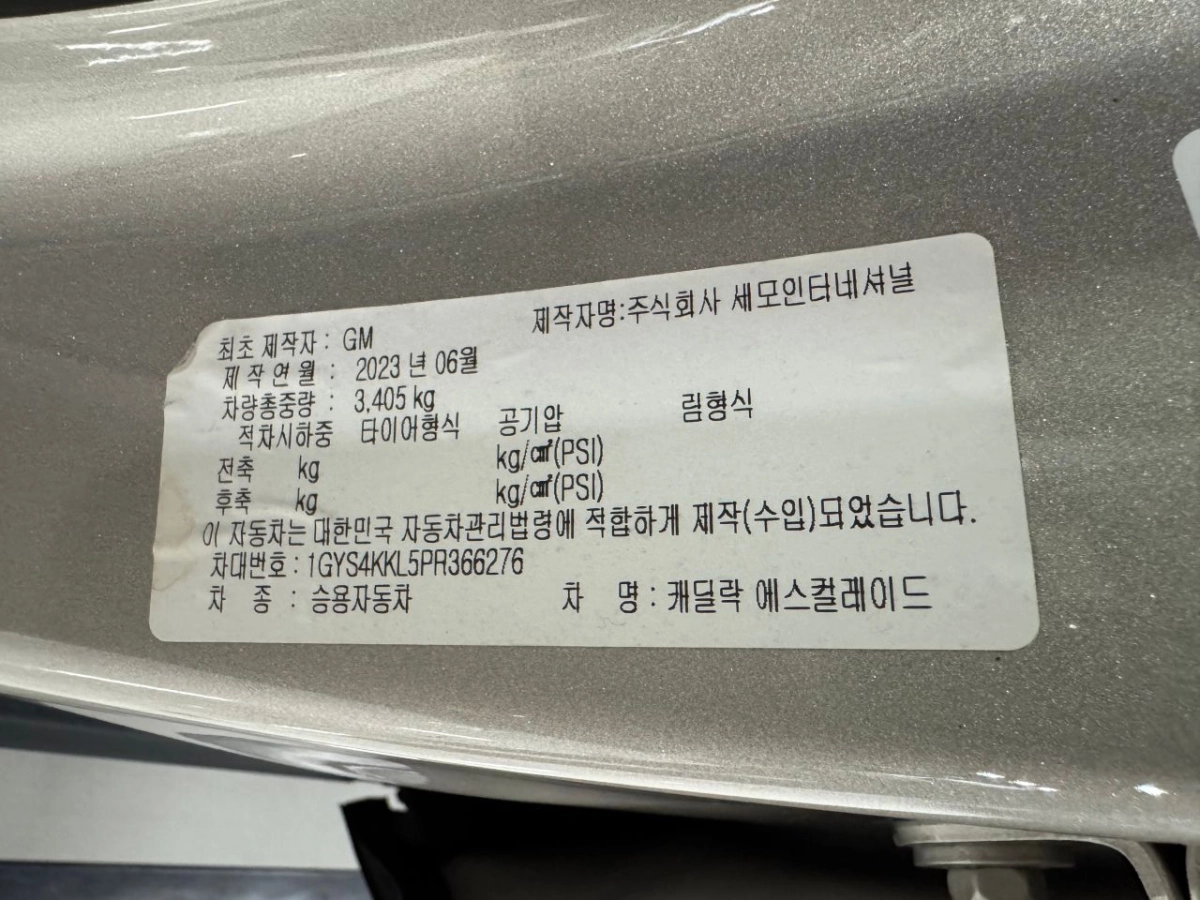 최초 제작자 : GM 제작자명:주식회사 세모인터네셔널
제 작 연 월 : 2023 년 06월
차량총중량 : 3,405 kg
적차시하중 타이어형식 공기압 림형식
전축 kg kg/㎠(PSI)
후축 kg kg/㎠(PSI)
이 자동차는 대한민국 자동차관리법령에 적합하게 제작(수입)되었습니다.
차대번호 : 1GYS4KKL5PR366276
차 종 : 승용자동차 차 명 : 캐딜락 에스컬레이드